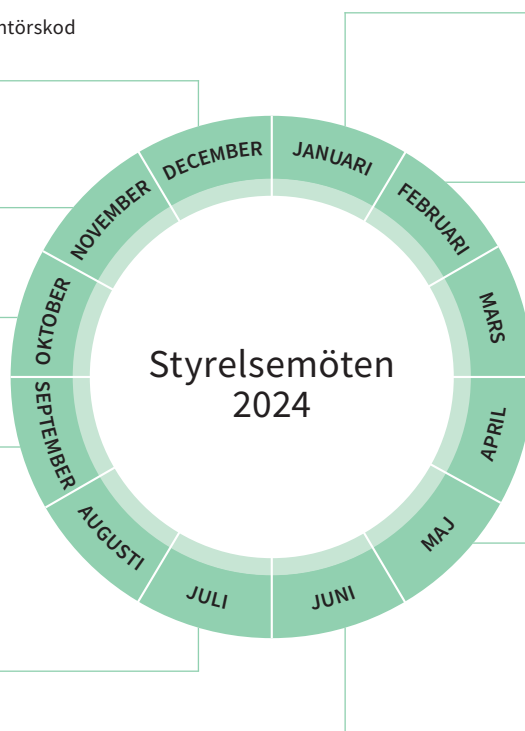 ntörskod
DECEMBER
JANUARI
NOVEMBER
FEBRUARI
OKTOBER
MARS
Styrelsemöten
2024
SEPTEMBER
APRIL
AUGUSTI
MAJ
JULI
JUNI